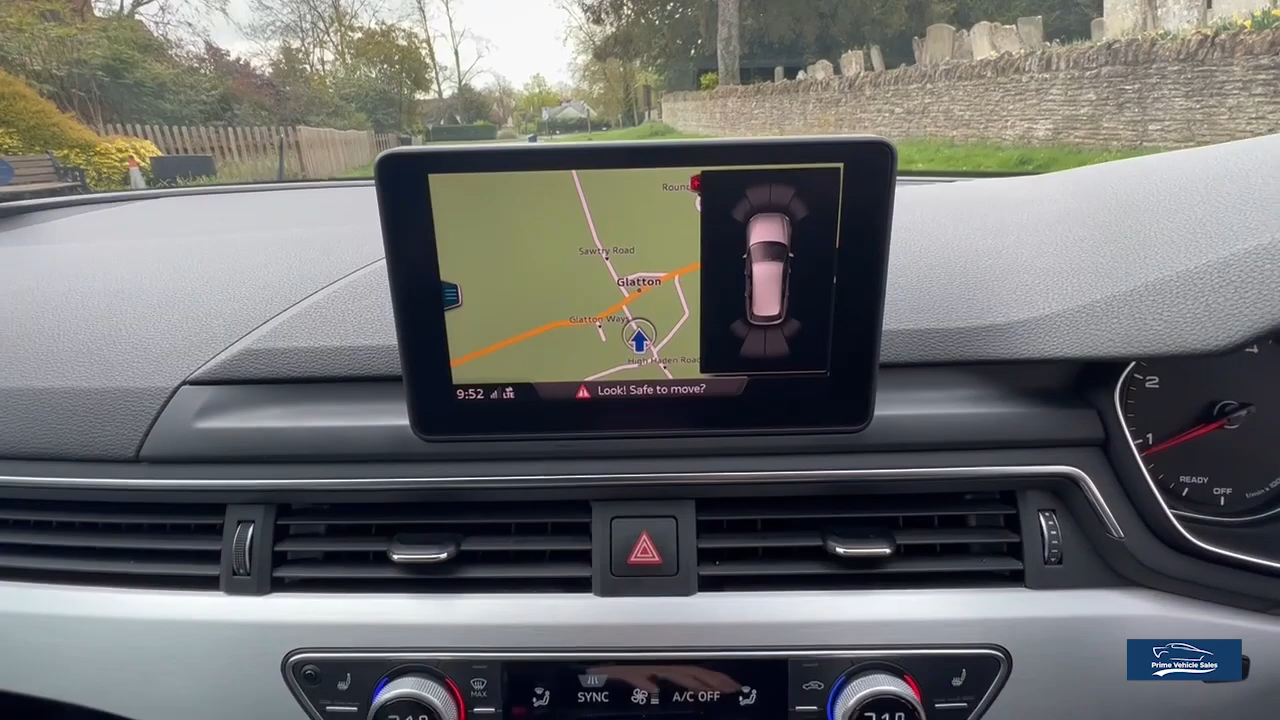 Roun
Sawtry Road
Glatton
Glatton Ways
High Haden Road
9:52
LTE
Look! Safe to move?
2
1
READY
OFF
MAX
SYNC
A/C OFF
Prime Vehicle Sales